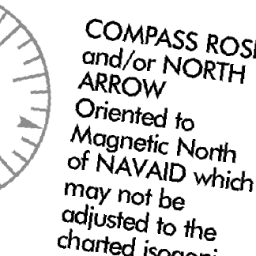 COMPASS ROSE
and/or NORTH
ARROW
Oriented to
Magnetic North
of NAVAID which
may not be
adjusted to the
charted